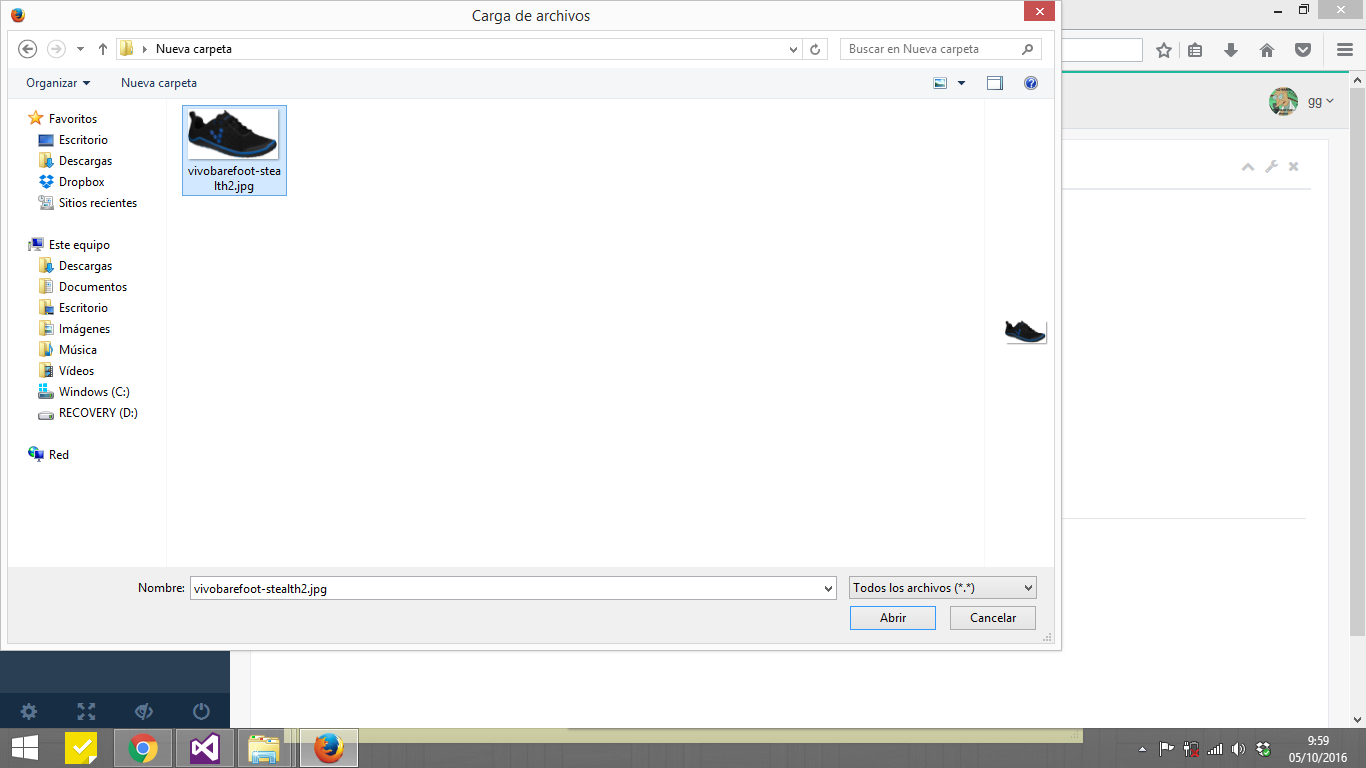 Carga de archivos
Nueva carpeta
Buscar en Nueva carpeta
Organizar
Nueva carpeta
gg
Favoritos
Escritorio
Descargas
Dropbox
Sitios recientes
Este equipo
Descargas
Documentos
Escritorio
Imágenes
Música
Vídeos
Windows (C:)
RECOVERY (D:)
Red
vivobarefoot-stea
lth2.jpg
Nombre:
vivobarefoot-stealth2.jpg
Todos los archivos (*.*)
Abrir
Cancelar
9:59
05/10/2016